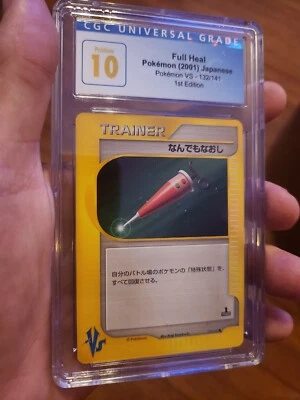 CGC UNIVERSAL GRADE
Pristine
10
Full Heal
Pokémon (2001) Japanese
Pokémon VS - 132/141
1st Edition
TRAINER
なんでもなおし
自分のバトル場のポケモンの「特殊状態」を、
すべて回復させる。
1
VS